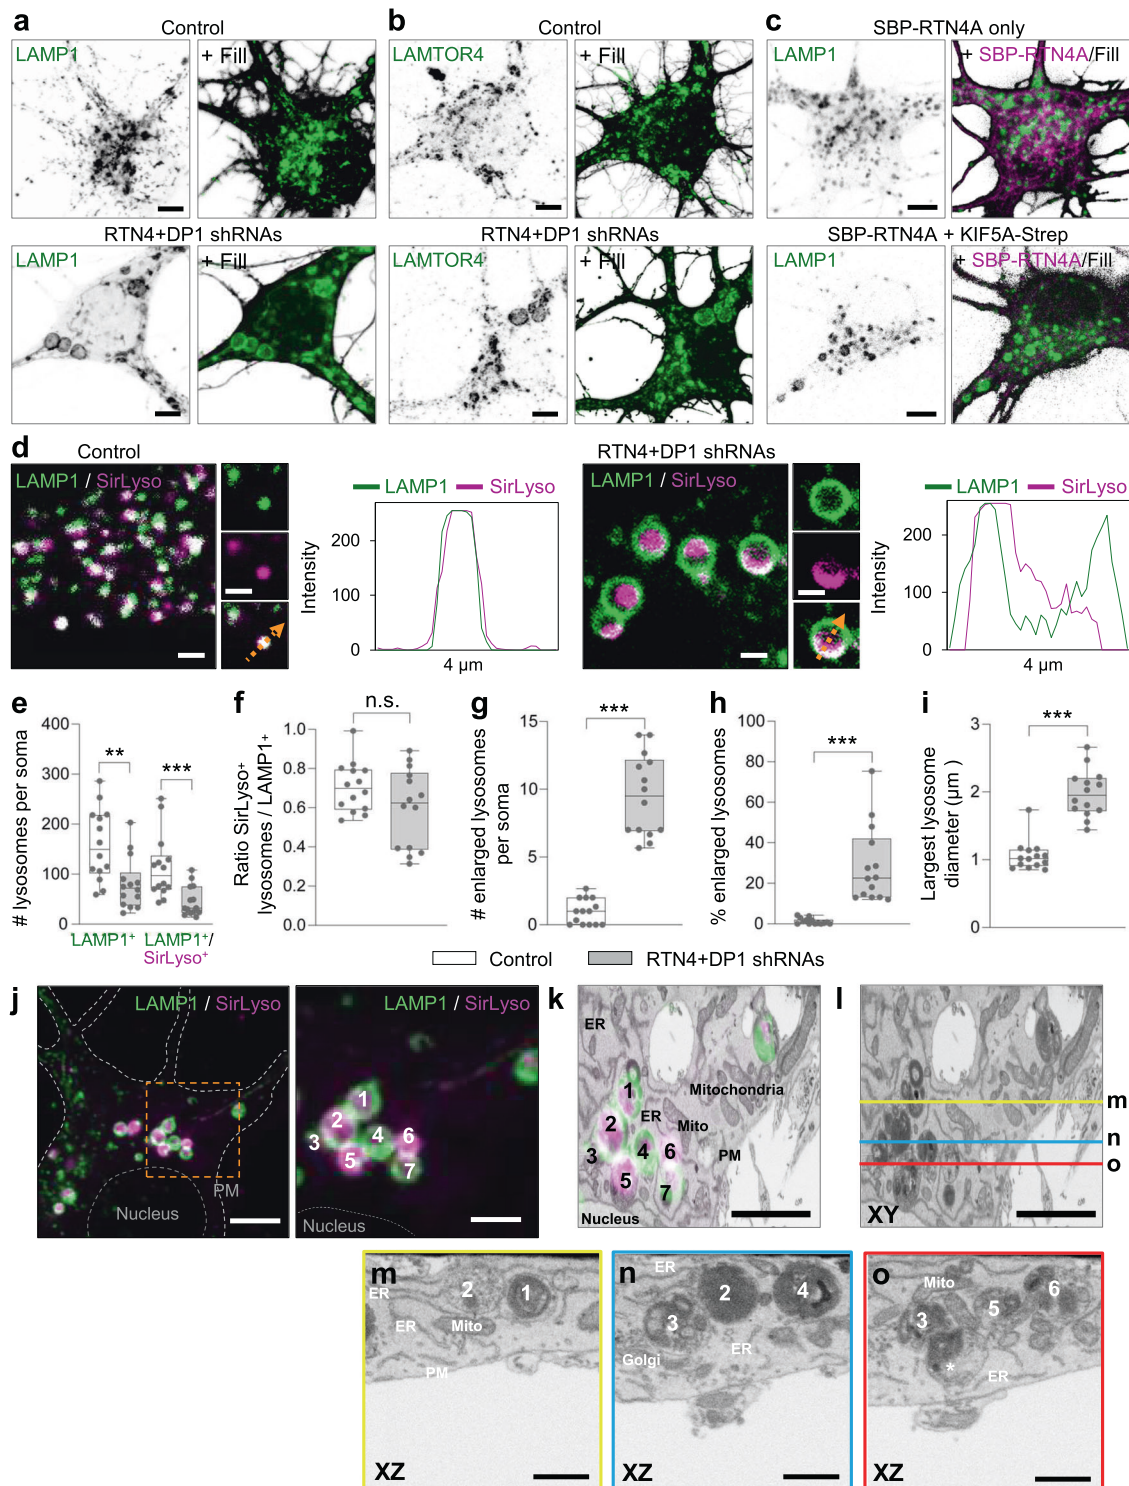 a
Control
LAMP1
+ Fill
RTN4+DP1 shRNAs
LAMP1
+ Fill
b
Control
LAMTOR4
+ Fill
RTN4+DP1 shRNAs
LAMTOR4
+ Fill
c
SBP-RTN4A only
LAMP1
+ SBP-RTN4A/Fill
SBP-RTN4A + KIF5A-Strep
LAMP1
+ SBP-RTN4A/Fill
d
Control
LAMP1 / SirLyso
LAMP1 SirLyso
Intensity
200
100
0
4 µm
RTN4+DP1 shRNAs
LAMP1 / SirLyso
LAMP1 SirLyso
Intensity
200
100
0
4 µm
e
# lysosomes per soma
400
300
200
100
0
**
***
LAMP1+
LAMP1+/
SirLyso+
f
Ratio SirLyso+
lysosomes / LAMP1+
1.0
0.8
0.6
0.4
0.2
0.0
n.s.
g
# enlarged lysosomes
per soma
15
10
5
0
***
h
% enlarged lysosomes
100
80
60
40
20
0
***
i
Largest lysosome
diameter (µm )
3
2
1
0
***
Control
RTN4+DP1 shRNAs
j
LAMP1 / SirLyso
PM
Nucleus
LAMP1 / SirLyso
1
2
3
4
5
6
7
Nucleus
k
ER
Mitochondria
1
ER
2
Mito
3
4
6
PM
5
7
Nucleus
l
m
n
o
XY
m
ER
ER
2
1
ER
Mito
PM
XZ
n
ER
2
4
3
Golgi
ER
XZ
o
Mito
6
5
3
*
ER
XZ